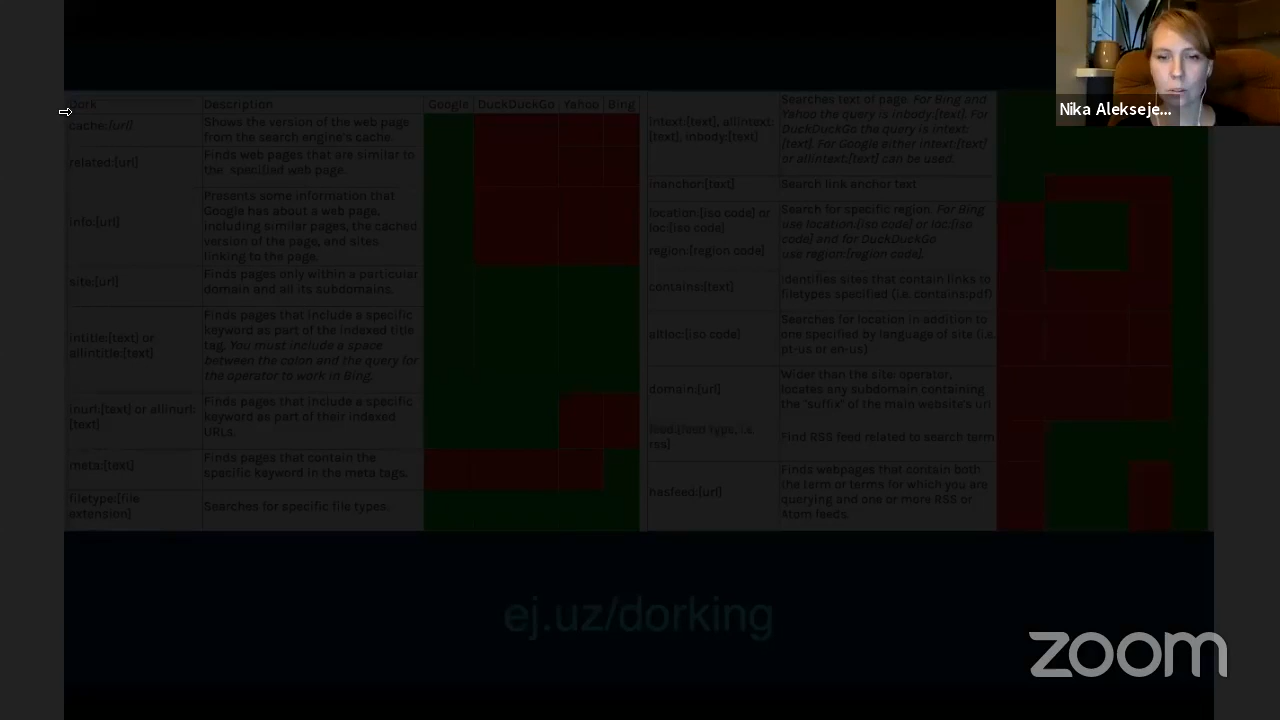 Nika Alekseje...
Dork
Description
Google
DuckDuckGo
Yahoo
Bing
cache:[url]
Shows the version of the web page
from the search engine's cache.
related:[url]
Finds web pages that are similar to
the specified web page.
info:[url]
Presents some information that
Google has about a web page,
including similar pages, the cached
version of the page, and sites
linking to the page.
site:[url]
Finds pages only within a particular
domain and all its subdomains.
intitle:[text] or
allintitle:[text]
Finds pages that include a specific
keyword as part of the indexed title
tag. You must include a space
between the colon and the query for
the operator to work in Bing.
inurl:[text] or allinurl:
[text]
Finds pages that include a specific
keyword as part of their indexed
URLs.
meta:[text]
Finds pages that contain the
specific keyword in the meta tags.
filetype:[file
extension]
Searches for specific file types.
intext:[text], allintext:
[text], inbody:[text]
Searches text of page. For Bing and
Yahoo the query is inbody:[text]. For
DuckDuckGo the query is intext:
[text]. For Google either intext:[text]
or allintext:[text] can be used.
inanchor[text]
Search link anchor text
location:[iso code] or
loc:[iso code]
region:[region code]
Search for specific region. For Bing
use location:[iso code] or loc:[iso
code] and for DuckDuckGo
use region:[region code].
contains:[text]
Identifies sites that contain links to
filetypes specified (i.e. contains:pdf)
altloc:[iso code]
Searches for location in addition to
one specified by language of site (i.e.
pt-us or en-us)
domain:[url]
Wider than the site: operator,
locates any subdomain containing
the "suffix" of the main website's url
feed:[feed type, i.e.
rss]
Find RSS feed related to search term
hasfeed:[url]
Finds webpages that contain both
the term or terms for which you are
querying and one or more RSS or
Atom feeds.
ej.uz/dorking
zoom